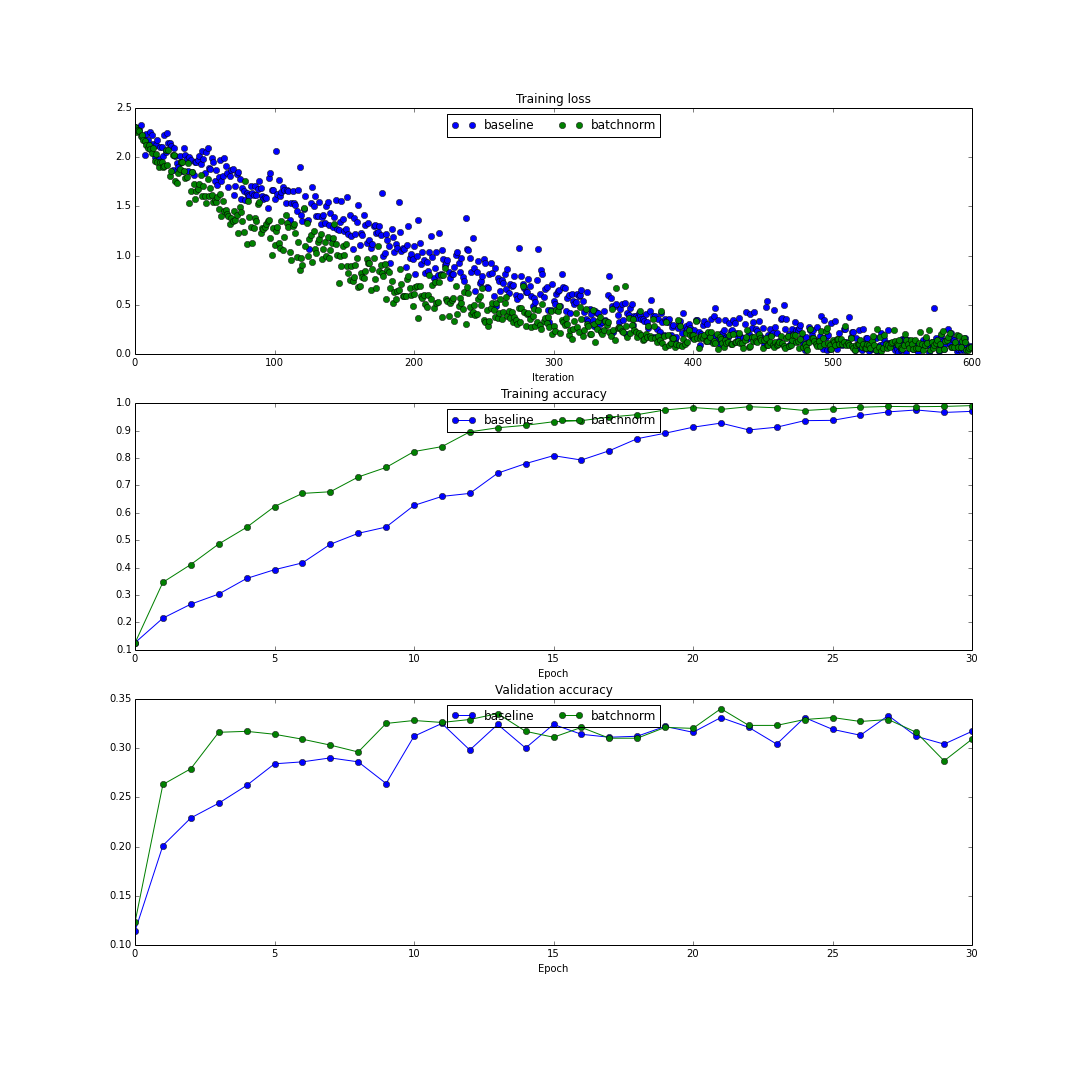 Training loss
baseline batchnorm
2.5
2.0
1.5
1.0
0.5
0.0
0 100 200 300 400 500 600
Iteration
Training accuracy
baseline batchnorm
1.0
0.9
0.8
0.7
0.6
0.5
0.4
0.3
0.2
0.1
0 5 10 15 20 25 30
Epoch
Validation accuracy
baseline batchnorm
0.35
0.30
0.25
0.20
0.15
0.10
0 5 10 15 20 25 30
Epoch